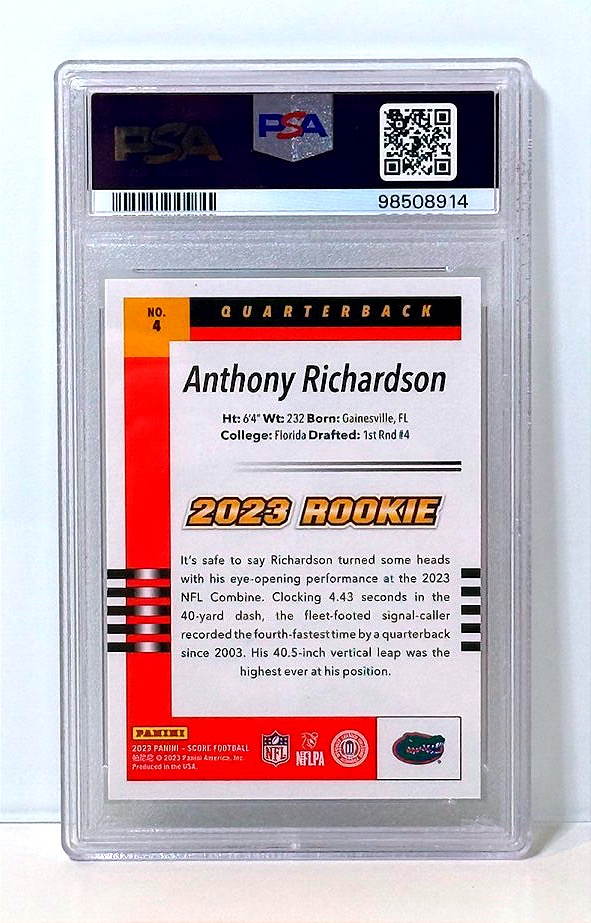 PSA
PSA
98508914
NO.
4
QUARTERBACK
Anthony Richardson
Ht: 6'4" Wt: 232 Born: Gainesville, FL
College: Florida Drafted: 1st Rnd #4
2023 ROOKIE
It's safe to say Richardson turned some heads
with his eye-opening performance at the 2023
NFL Combine. Clocking 4.43 seconds in the
40-yard dash, the fleet-footed signal-caller
recorded the fourth-fastest time by a quarterback
since 2003. His 40.5-inch vertical leap was the
highest ever at his position.
PANINI
2023 PANINI - SCORE FOOTBALL
帕尼尼 © 2023 Panini America, Inc.
Produced in the USA.
NFL
NFLPA